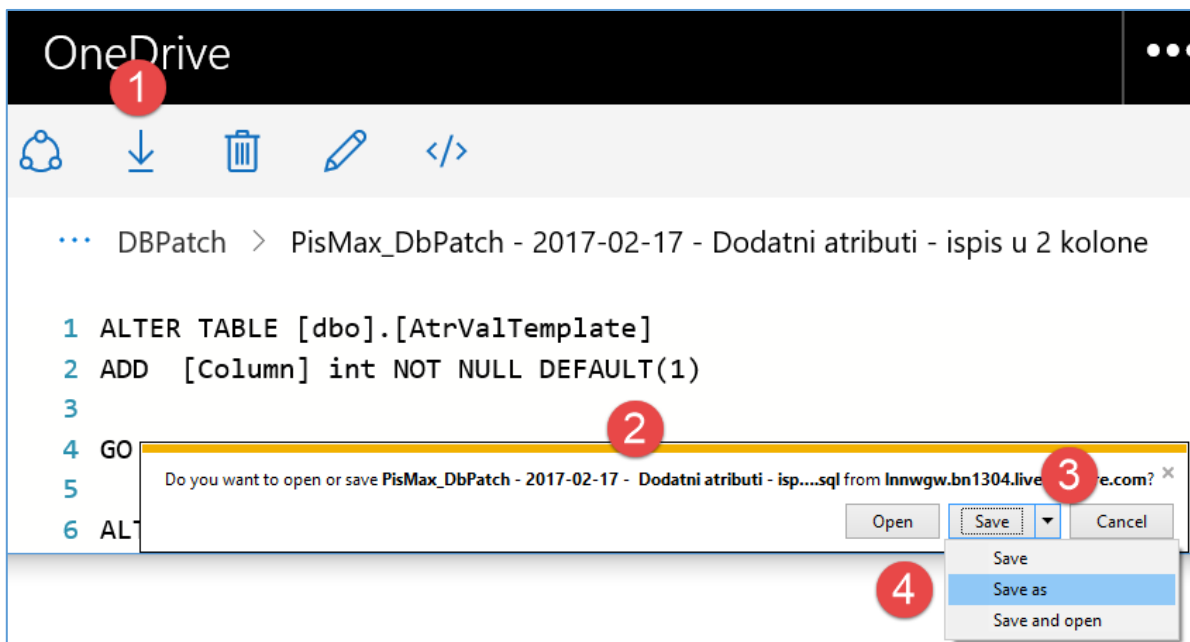 OneDrive
1
</>
DBPatch > PisMax_DbPatch - 2017-02-17 - Dodatni atributi - ispis u 2 kolone
1 ALTER TABLE [dbo].[AtrValTemplate]
2 ADD [Column] int NOT NULL DEFAULT(1)
3
2
4 GO
3
Do you want to open or save PisMax_DbPatch - 2017-02-17 - Dodatni atributi - isp....sql from lnnwgw.bn1304.live re.com?
5
Open Save Cancel
6 ALT
Save
4
Save as
Save and open